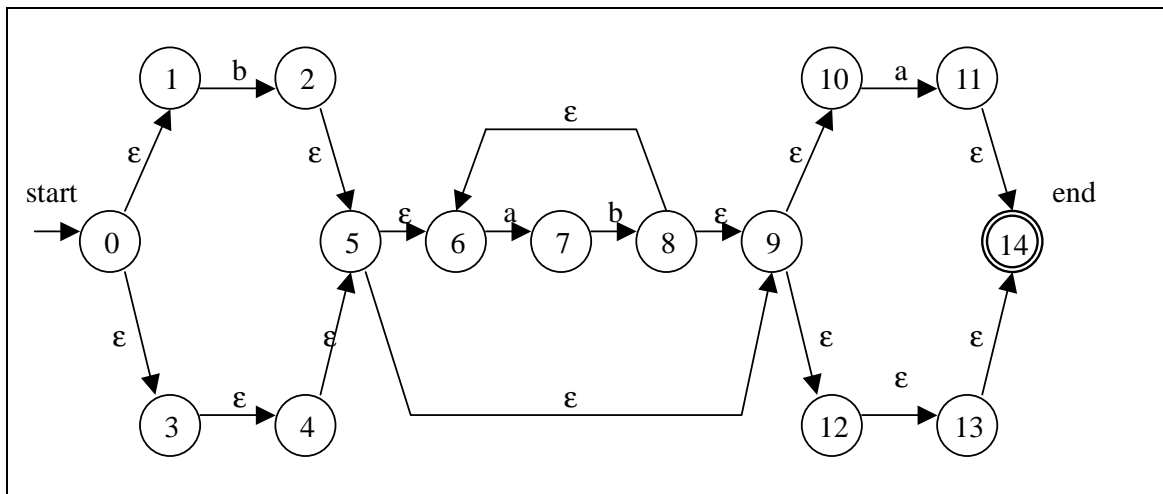 1 b 2 10 a 11
ε
ε ε ε ε
start end
0 5 ε 6 a 7 b 8 ε 9 14
ε ε ε ε
3 ε 4 ε 12 ε 13